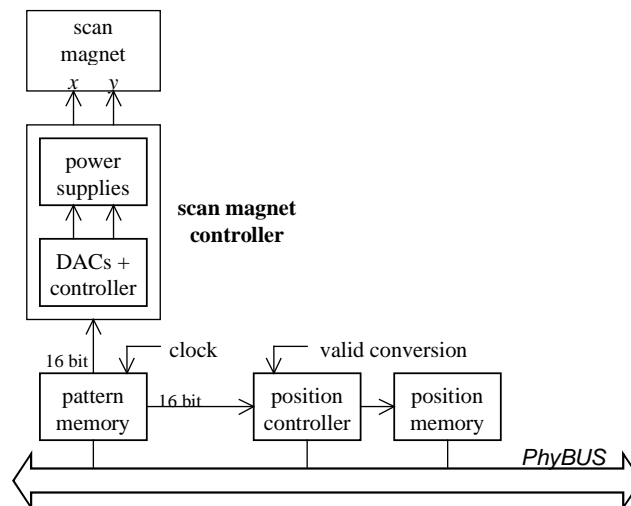 scan
magnet
x y
power
supplies
scan magnet
controller
DACs +
controller
16 bit
clock
valid conversion
pattern
memory
16 bit
position
controller
position
memory
PhyBUS